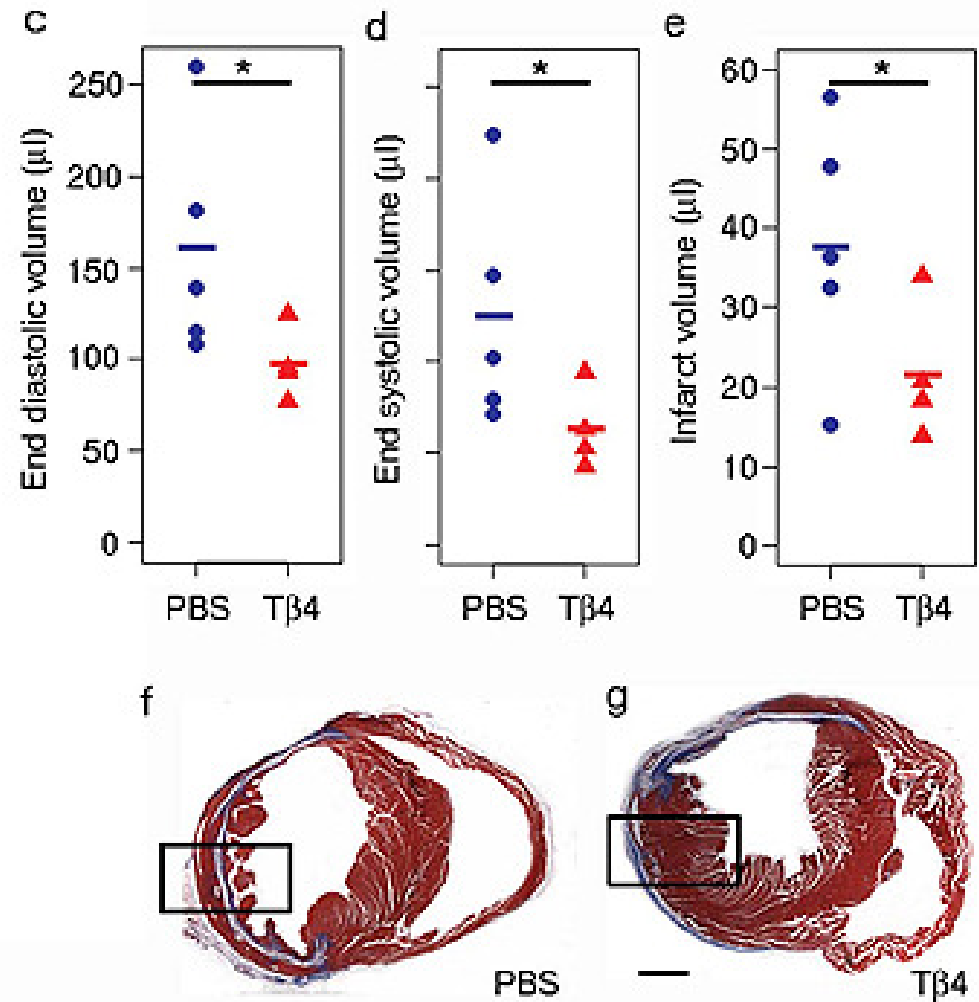 c
d
e
*
*
*
End diastolic volume (µl)
250
200
150
100
50
0
PBS Tβ4
End systolic volume (µl)
PBS Tβ4
Infarct volume (µl)
60
50
40
30
20
10
0
PBS Tβ4
f
g
PBS
Tβ4